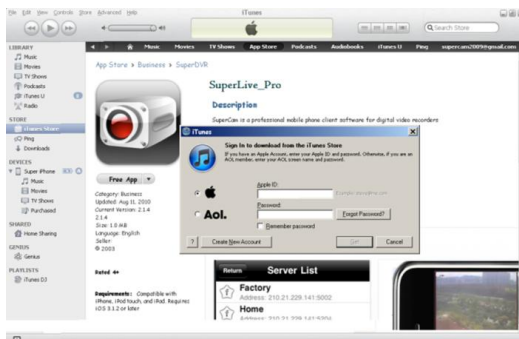 File Edit View Controls Store Advanced Help
iTunes
Search Store
LIBRARY
Music
Movies
TV Shows
Podcasts
iTunes U
Radio
STORE
iTunes Store
Ping
Downloads
DEVICES
Super iPhone
Music
Movies
TV Shows
Purchased
SHARED
Home Sharing
GENIUS
Genius
PLAYLISTS
iTunes DJ
Music Movies TV Shows App Store Podcasts Audiobooks iTunes U Ping supercam2009@gmail.com
App Store > Business > SuperDVR
SuperLive_Pro
Description
SuperCam is a professional mobile phone client software for digital video recorders
Free App
Category: Business
Updated: Aug 11, 2010
Current Version: 2.1.4
2.1.4
Size: 1.8 MB
Language: English
Seller:
© 2003
Rated 4+
Requirements: Compatible with
iPhone, iPod touch, and iPad. Requires
iOS 3.1.2 or later
iTunes
Sign In to download from the iTunes Store
If you have an Apple Account, enter your Apple ID and password. Otherwise, if you are an
AOL member, enter your AOL screen name and password.
Apple ID:
Example: steve@me.com
Password:
Aol.
Forgot Password?
Remember password
? Create New Account
Get
Cancel
Return Server List
Factory
Address: 210.21.229.141:5002
Home